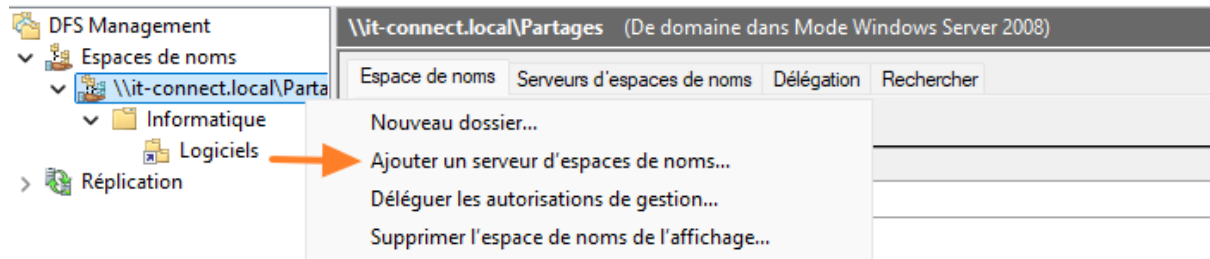 DFS Management
Espaces de noms
\\it-connect.local\Parta
Informatique
Logiciels
Réplication
\\it-connect.local\Partages (De domaine dans Mode Windows Server 2008)
Espace de noms Serveurs d'espaces de noms Délégation Rechercher
Nouveau dossier...
Ajouter un serveur d'espaces de noms...
Déléguer les autorisations de gestion...
Supprimer l'espace de noms de l'affichage...